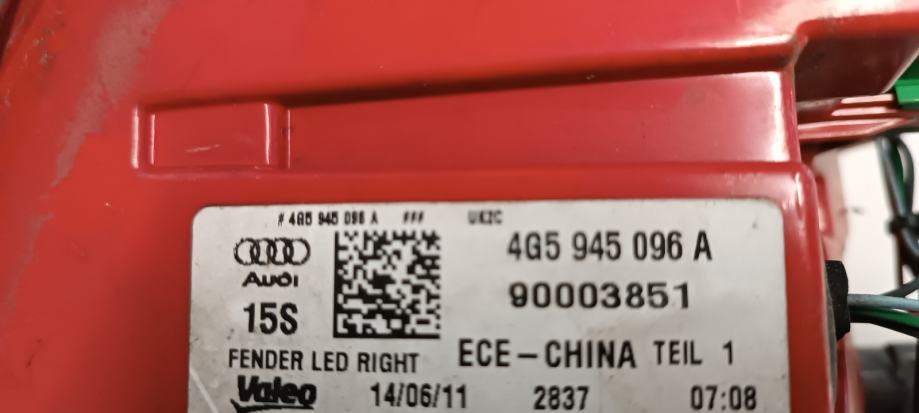 # 4G5 945 096 A ###
4G5 945 096 A
Audi
90003851
15S
FENDER LED RIGHT ECE-CHINA TEIL 1
Valeo 14/06/11 2837 07:08